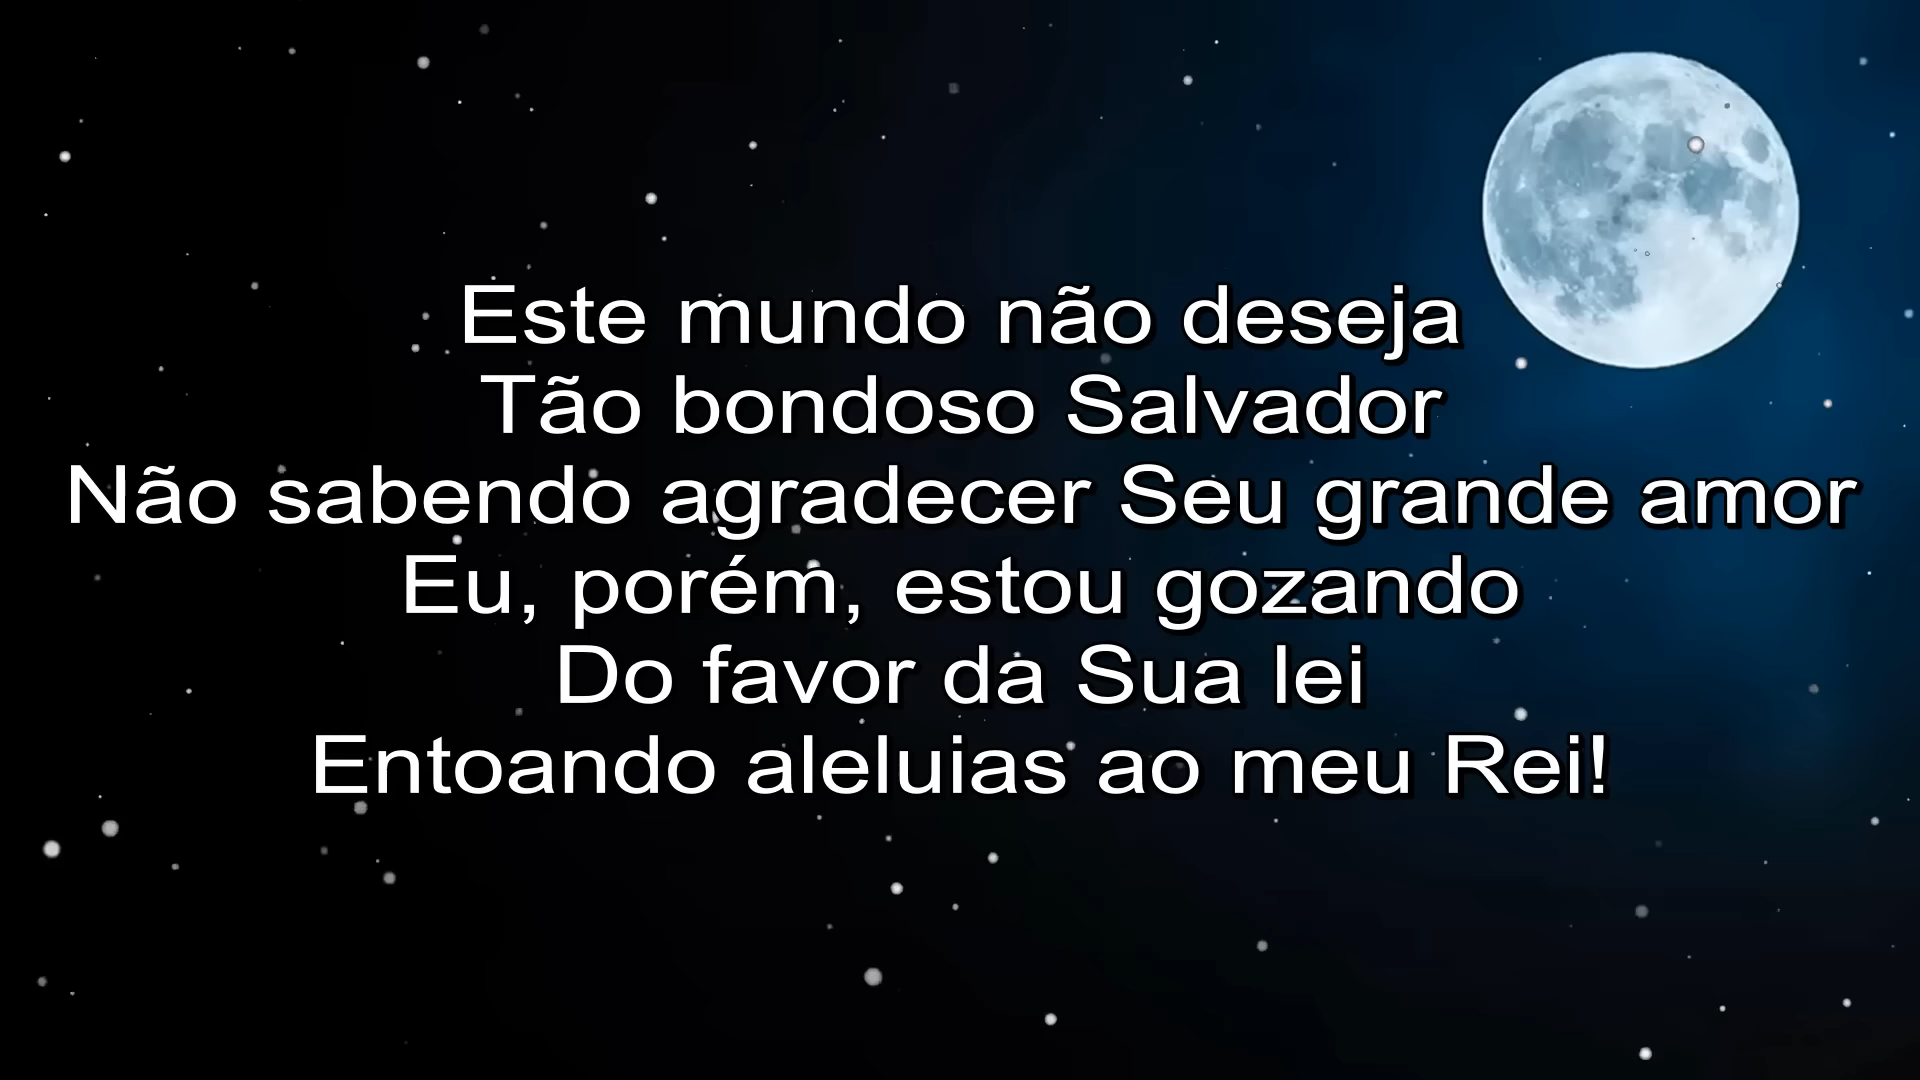 Este mundo não deseja
Tão bondoso Salvador
Não sabendo agradecer Seu grande amor
Eu, porém, estou gozando
Do favor da Sua lei
Entoando aleluias ao meu Rei!